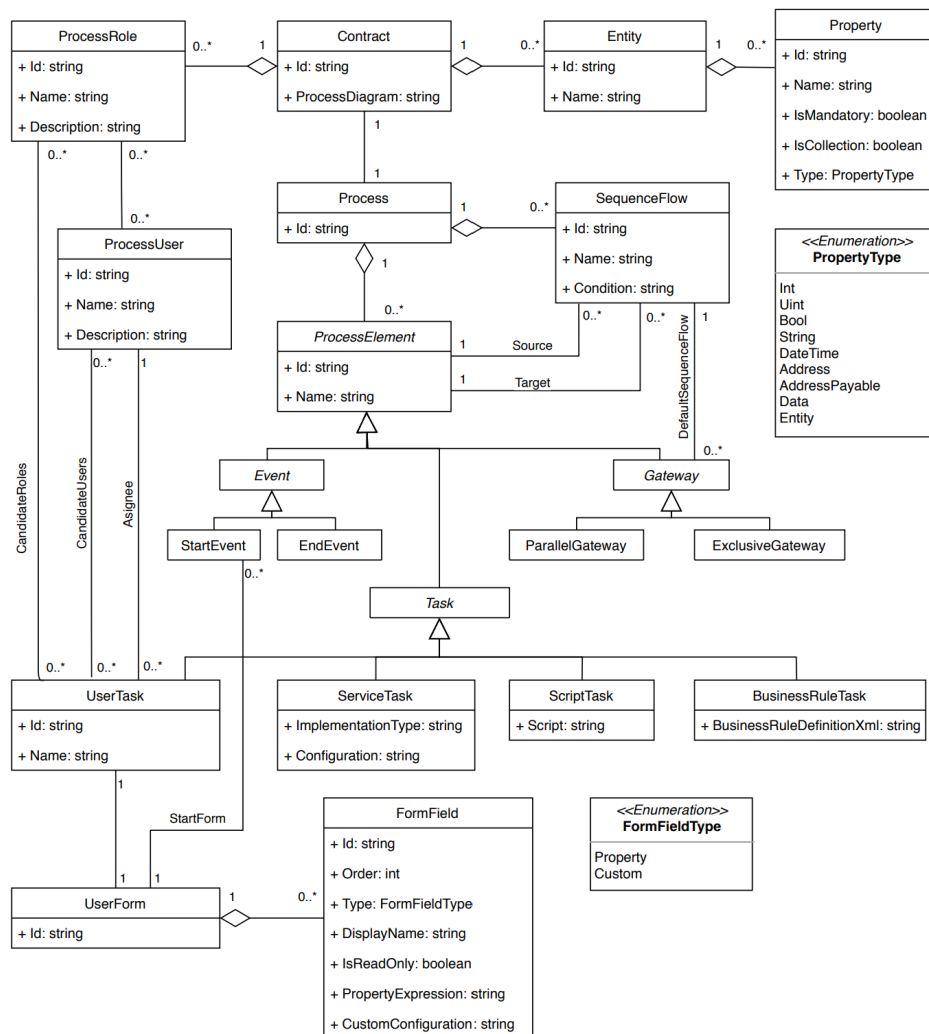 ProcessRole
+ Id: string
+ Name: string
+ Description: string
0..*
1
Contract
+ Id: string
+ ProcessDiagram: string
1
0..*
Entity
+ Id: string
+ Name: string
1
0..*
Property
+ Id: string
+ Name: string
+ IsMandatory: boolean
+ IsCollection: boolean
+ Type: PropertyType
0..*
0..*
1
1
Process
+ Id: string
1
0..*
SequenceFlow
+ Id: string
+ Name: string
+ Condition: string
0..*
ProcessUser
+ Id: string
+ Name: string
+ Description: string
1
0..*
<<Enumeration>>
PropertyType
Int
Uint
Bool
String
DateTime
Address
AddressPayable
Data
Entity
0..*
1
0..*
0..*
1
ProcessElement
+ Id: string
+ Name: string
1
Source
1
Target
DefaultSequenceFlow
0..*
CandidateRoles
CandidateUsers
Asignee
Event
Gateway
StartEvent
EndEvent
ParallelGateway
ExclusiveGateway
0..*
Task
0..*
0..*
0..*
UserTask
+ Id: string
+ Name: string
ServiceTask
+ ImplementationType: string
+ Configuration: string
ScriptTask
+ Script: string
BusinessRuleTask
+ BusinessRuleDefinitionXml: string
1
StartForm
1
1
UserForm
+ Id: string
1
0..*
FormField
+ Id: string
+ Order: int
+ Type: FormFieldType
+ DisplayName: string
+ IsReadOnly: boolean
+ PropertyExpression: string
+ CustomConfiguration: string
<<Enumeration>>
FormFieldType
Property
Custom